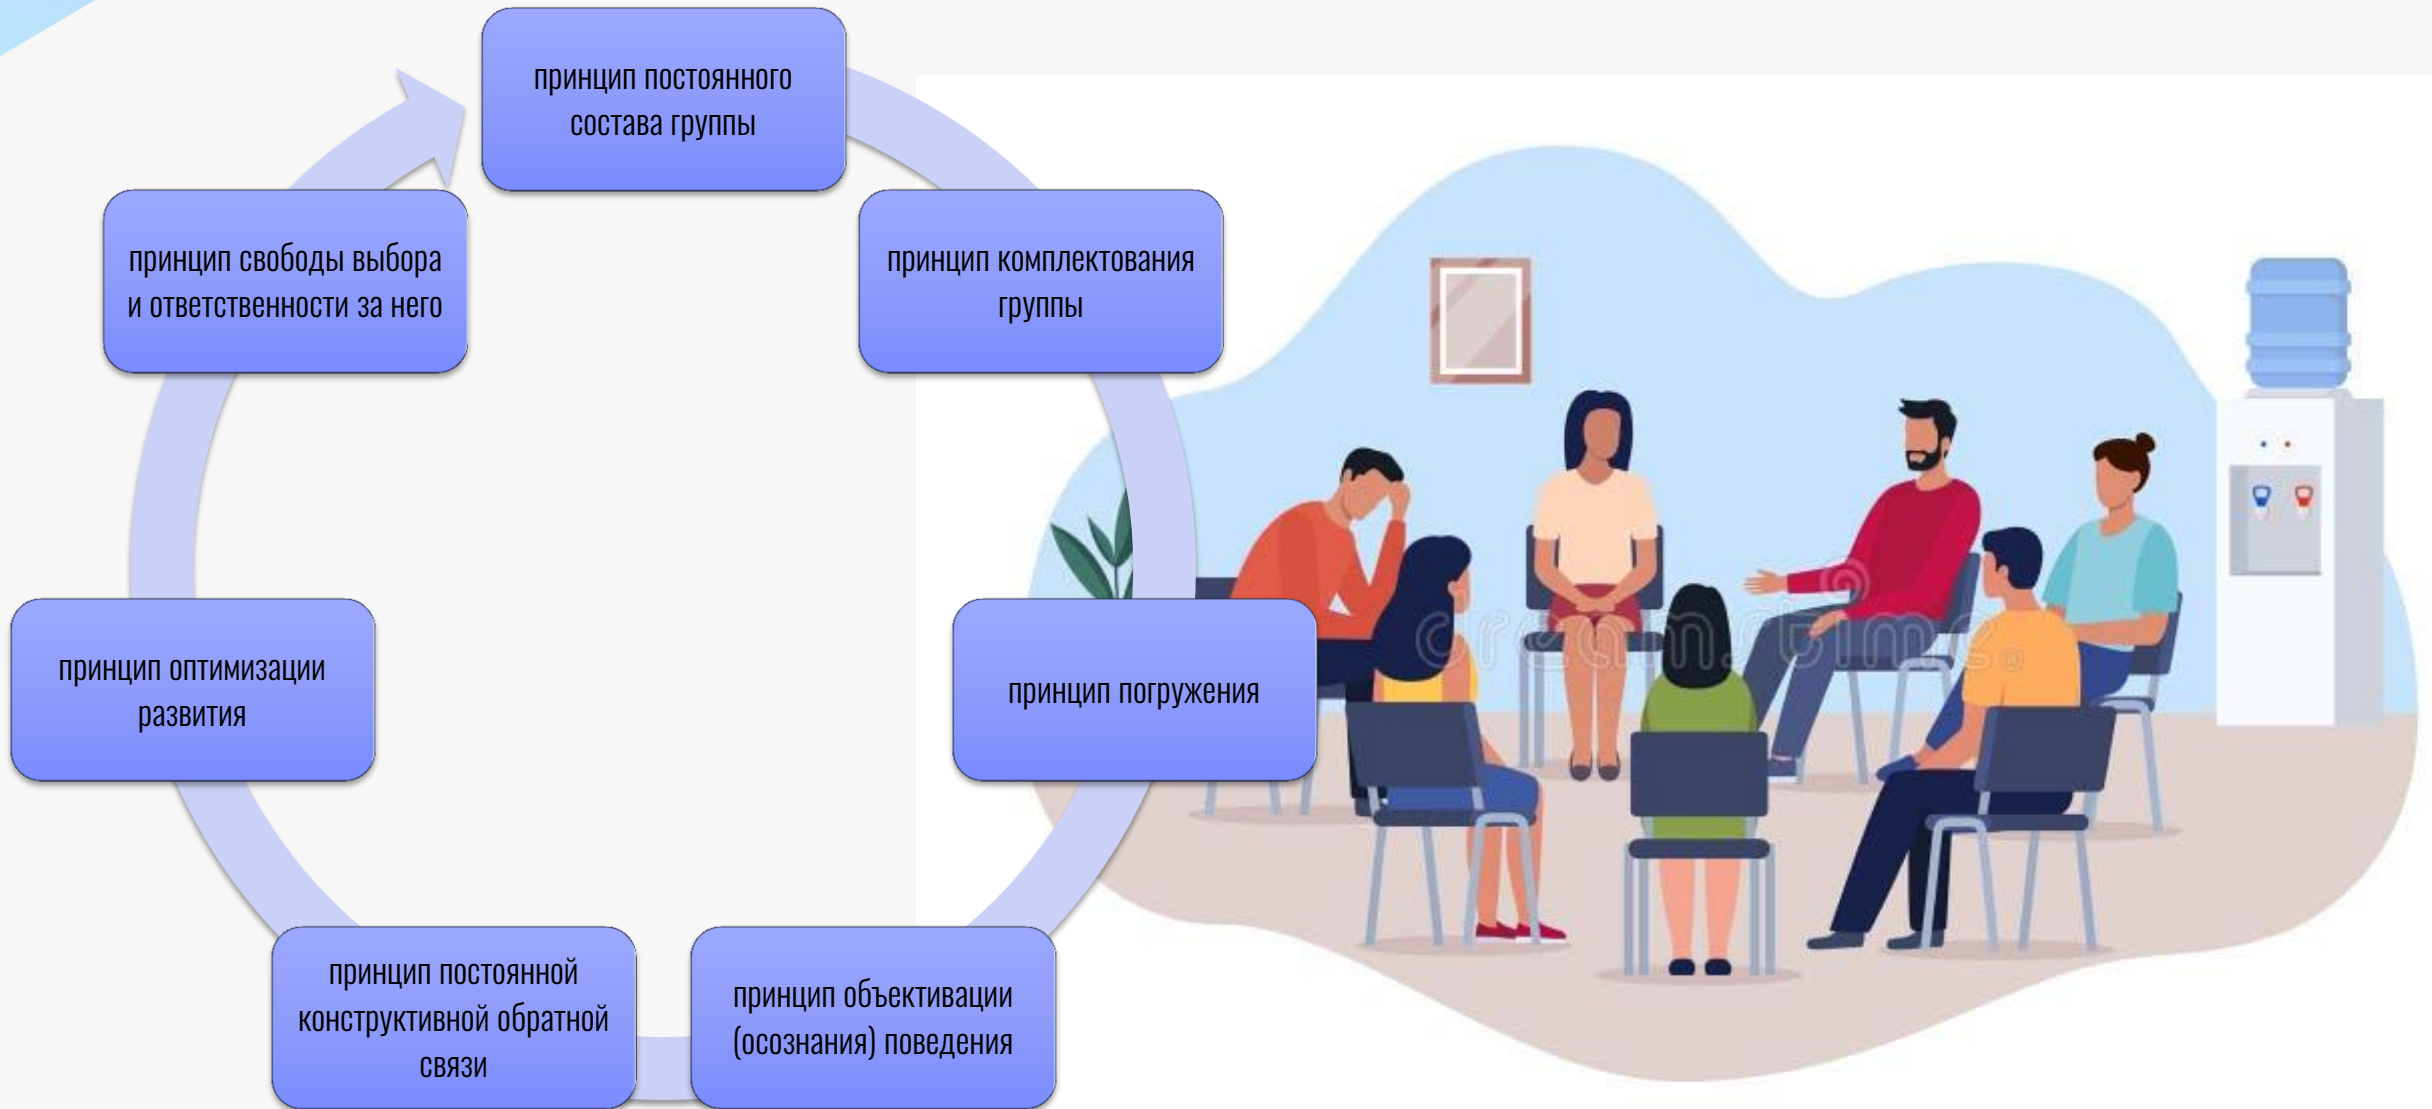 принцип постоянного
состава группы
принцип комплектования
группы
принцип погружения
принцип объективации
(осознания) поведения
принцип постоянной
конструктивной обратной
связи
принцип оптимизации
развития
принцип свободы выбора
и ответственности за него
dreamstime.